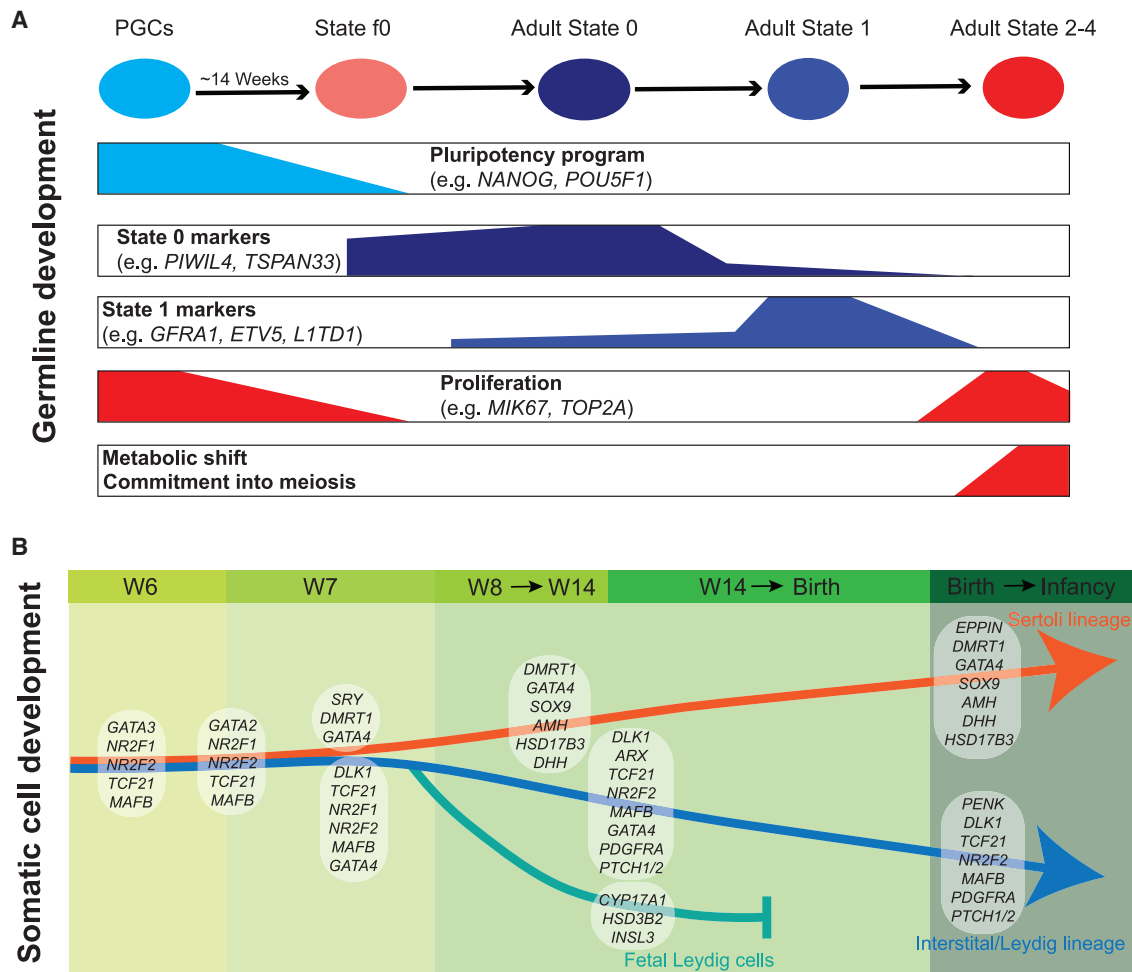 A
PGCs
State f0
Adult State 0
Adult State 1
Adult State 2-4
~14 Weeks
Germline development
Pluripotency program
(e.g. NANOG, POU5F1)
State 0 markers
(e.g. PIWIL4, TSPAN33)
State 1 markers
(e.g. GFRA1, ETV5, L1TD1)
Proliferation
(e.g. MIK67, TOP2A)
Metabolic shift
Commitment into meiosis
B
Somatic cell development
W6
W7
W8 → W14
W14 → Birth
Birth → Infancy
Sertoli lineage
GATA3
NR2F1
NR2F2
TCF21
MAFB
GATA2
NR2F1
NR2F2
TCF21
MAFB
SRY
DMRT1
GATA4
DLK1
TCF21
NR2F1
NR2F2
MAFB
GATA4
DMRT1
GATA4
SOX9
AMH
HSD17B3
DHH
DLK1
ARX
TCF21
NR2F2
MAFB
GATA4
PDGFRA
PTCH1/2
CYP17A1
HSD3B2
INSL3
Fetal Leydig cells
EPPIN
DMRT1
GATA4
SOX9
AMH
DHH
HSD17B3
PENK
DLK1
TCF21
NR2F2
MAFB
PDGFRA
PTCH1/2
Interstital/Leydig lineage